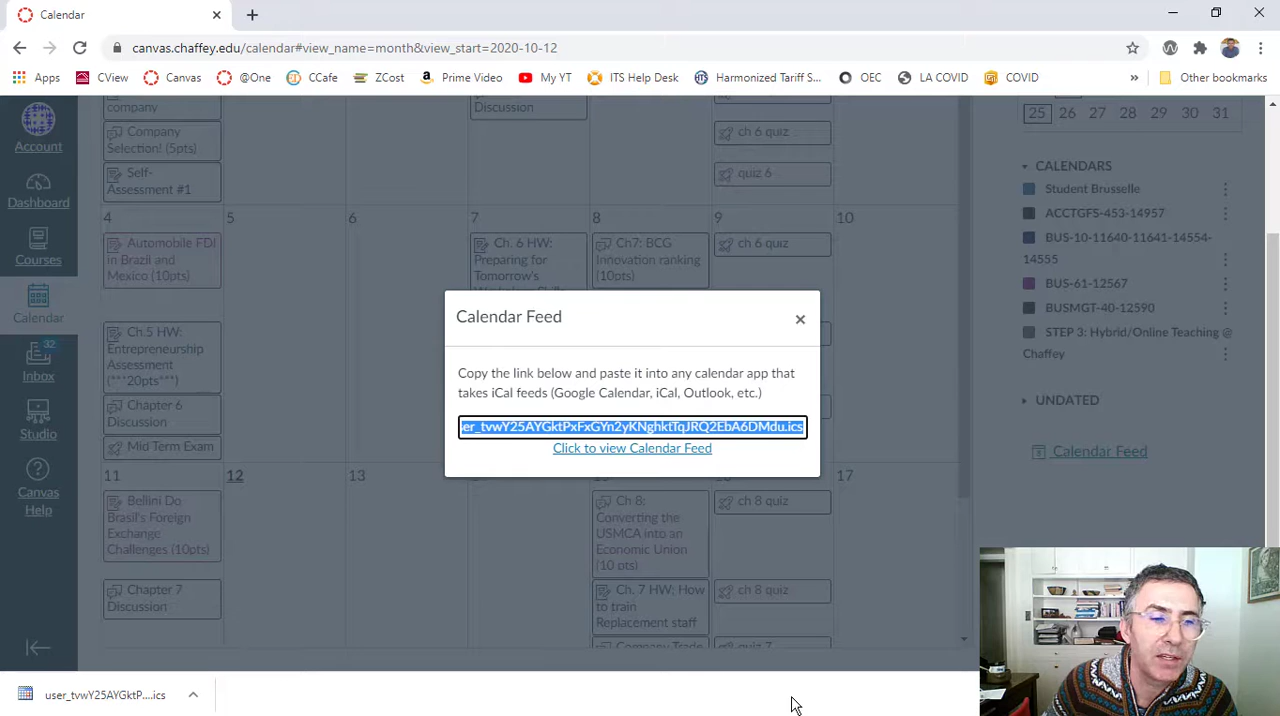 Calendar
canvas.chaffey.edu/calendar#view_name=month&view_start=2020-10-12
Apps
CView
Canvas
@One
CCafe
ZCost
Prime Video
My YT
ITS Help Desk
Harmonized Tariff S...
OEC
LA COVID
COVID
»
Other bookmarks
Account
Dashboard
Courses
Calendar
32
Inbox
Studio
Canvas
Help
company
Company
Selection! (5pts)
Self-
Assessment #1
Discussion
ch 6 quiz
quiz 6
4
5
6
7
8
9
10
Automobile FDI
in Brazil and
Mexico (10pts)
Ch.5 HW:
Entrepreneurship
Assessment
(***20pts***)
Chapter 6
Discussion
Mid Term Exam
Ch. 6 HW:
Preparing for
Tomorrow's
Ch7: BCG
Innovation ranking
(10pts)
ch 6 quiz
Calendar Feed
×
Copy the link below and paste it into any calendar app that
takes iCal feeds (Google Calendar, iCal, Outlook, etc.)
ser_tvwY25AYGktPxFxGYn2yKNghktTqJRQ2EbA6DMdu.ics
Click to view Calendar Feed
11
12
13
17
Bellini Do
Brasil's Foreign
Exchange
Challenges (10pts)
Chapter 7
Discussion
Ch 8:
Converting the
USMCA into an
Economic Union
(10 pts)
Ch. 7 HW; How
to train
Replacement staff
Company Trade
ch 8 quiz
ch 8 quiz
quiz 7
25 26 27 28 29 30 31
CALENDARS
Student Brusselle
ACCTGFS-453-14957
BUS-10-11640-11641-14554-
14555
BUS-61-12567
BUSMGT-40-12590
STEP 3: Hybrid/Online Teaching @
Chaffey
UNDATED
Calendar Feed
user_tvwY25AYGktP....ics